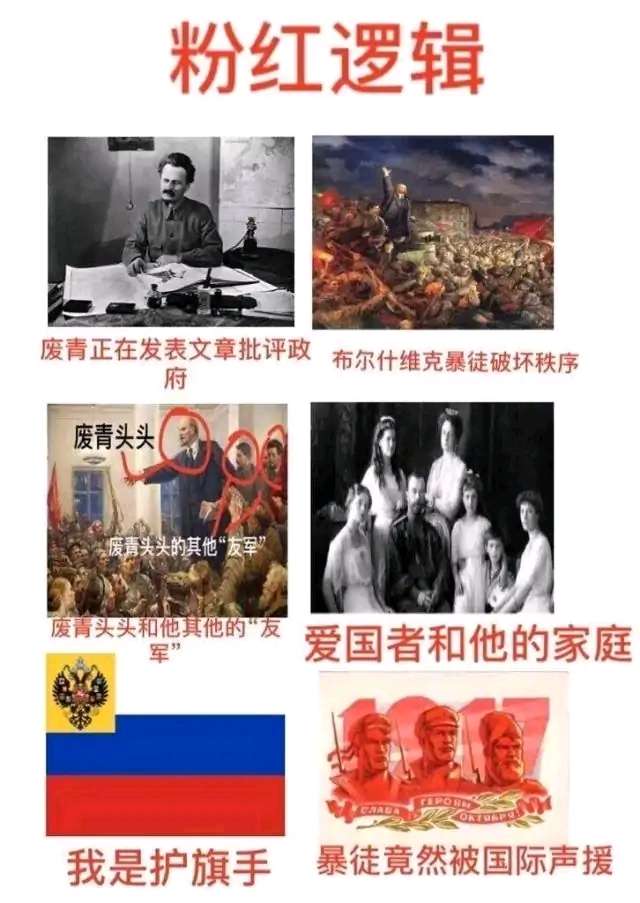 粉红逻辑
废青正在发表文章批评政
府
布尔什维克暴徒破坏秩序
废青头头
废青头头的其他“友军”
废青头头和他其他的“友
军”
爱国者和他的家庭
1917
СЛАВА ГЕРОЯМ ОКТЯБРЯ!
我是护旗手
暴徒竟然被国际声援